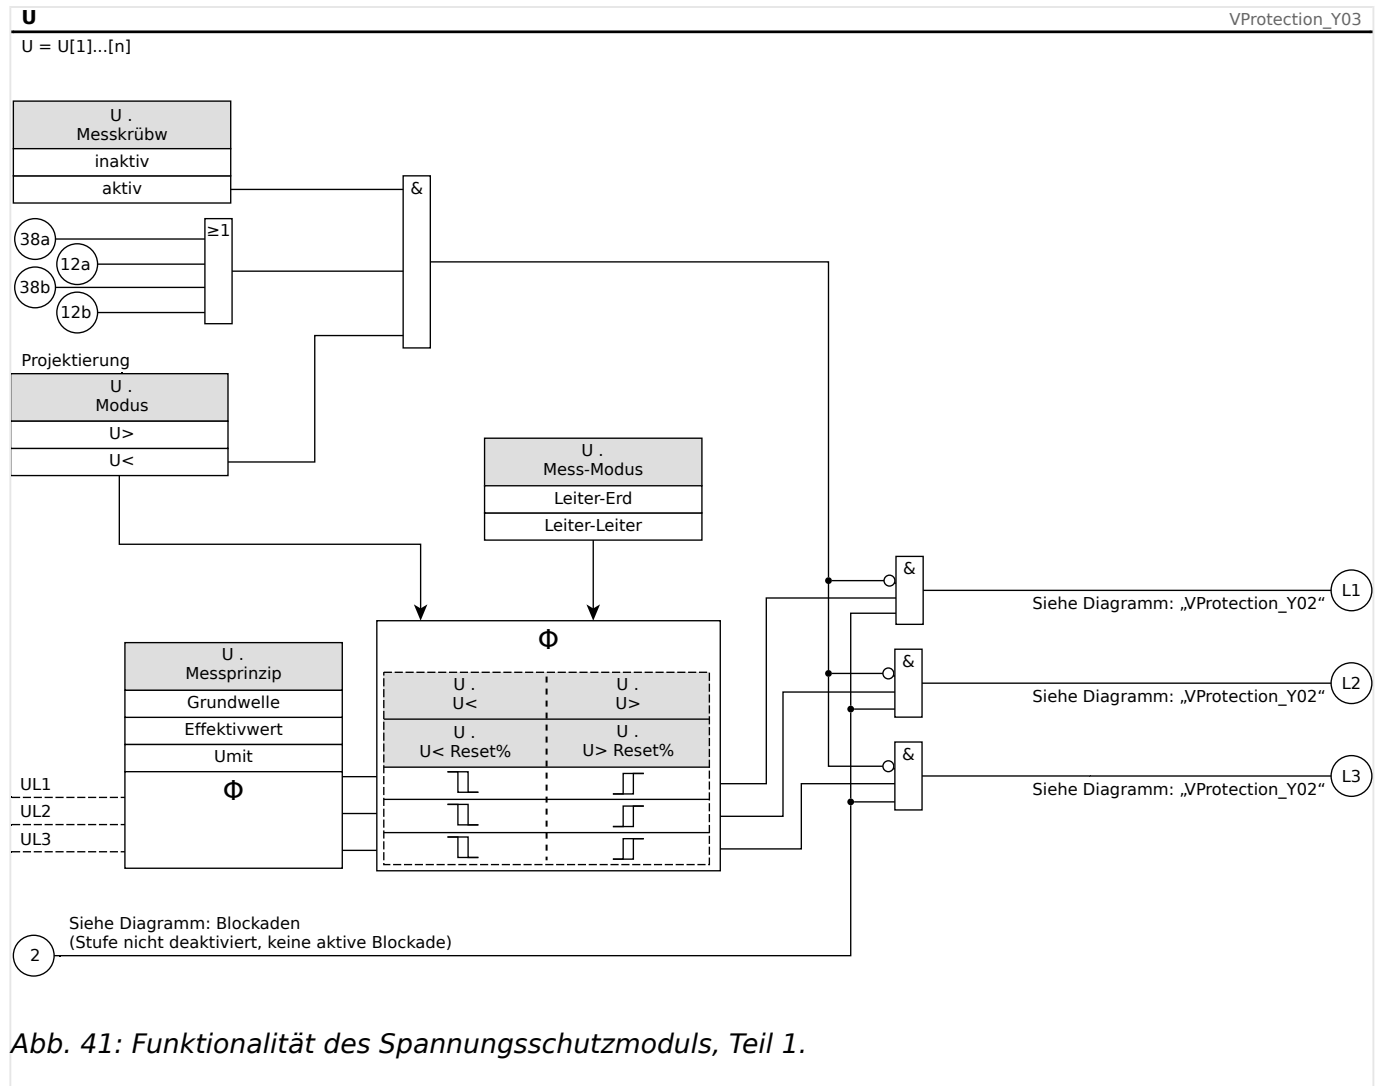 U
VProtection_Y03
U = U[1]...[n]
U .
Messkrübw
inaktiv
aktiv
&
≥1
38a
12a
38b
12b
Projektierung
U .
Modus
U>
U<
U .
Mess-Modus
Leiter-Erd
Leiter-Leiter
&
L1
Siehe Diagramm: „VProtection_Y02“
Φ
U .
Messprinzip
Grundwelle
Effektivwert
Umit
Φ
U .
U<
U .
U>
U .
U< Reset%
U .
U> Reset%
&
L2
Siehe Diagramm: „VProtection_Y02“
&
L3
Siehe Diagramm: „VProtection_Y02“
UL1
UL2
UL3
Siehe Diagramm: Blockaden
(Stufe nicht deaktiviert, keine aktive Blockade)
2
Abb. 41: Funktionalität des Spannungsschutzmoduls, Teil 1.